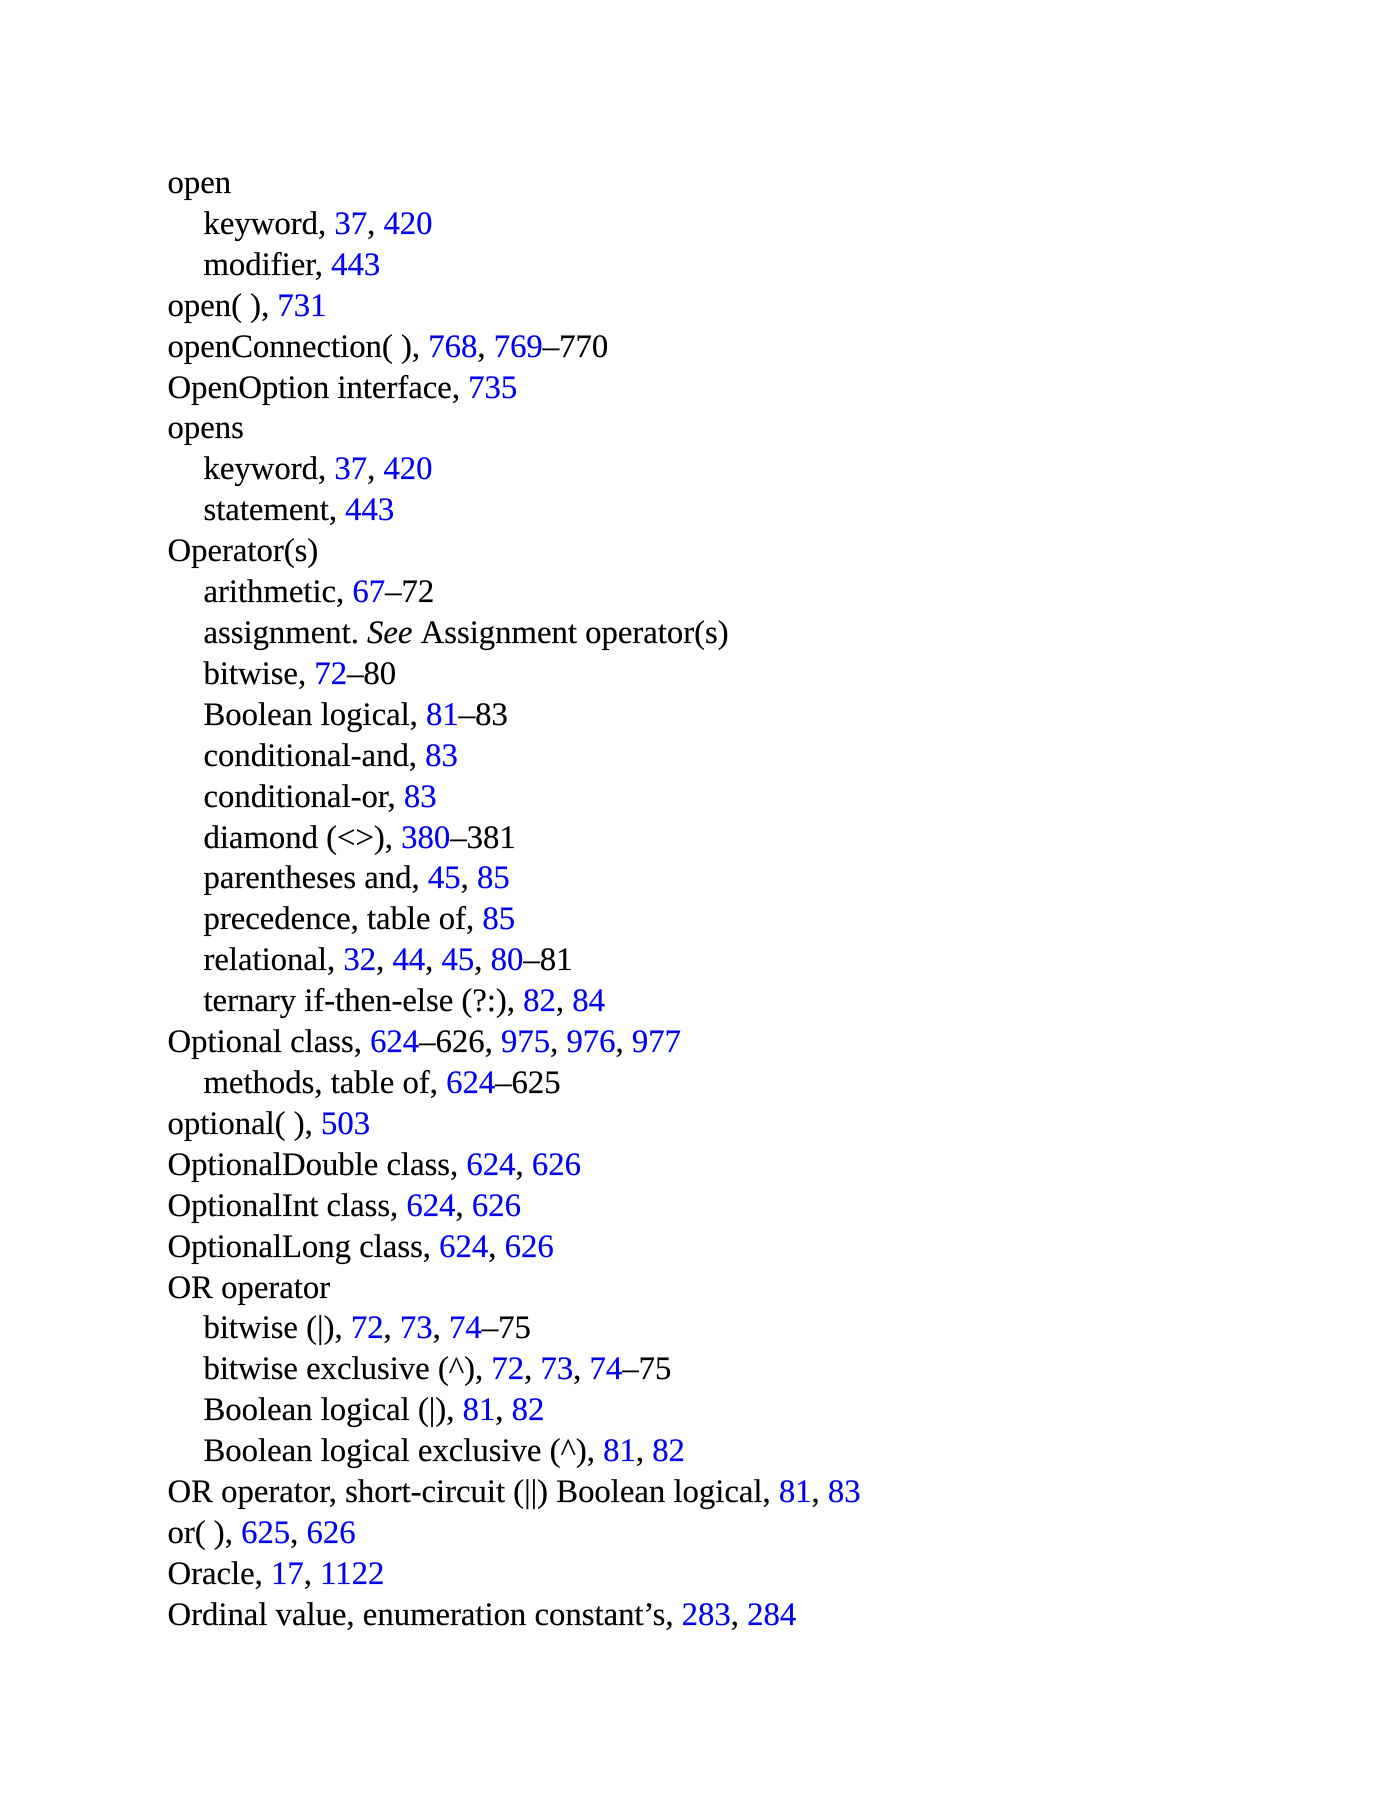 open
keyword, 37, 420
modifier, 443
open( ), 731
openConnection( ), 768, 769–770
OpenOption interface, 735
opens
keyword, 37, 420
statement, 443
Operator(s)
arithmetic, 67–72
assignment. See Assignment operator(s)
bitwise, 72–80
Boolean logical, 81–83
conditional-and, 83
conditional-or, 83
diamond (<>), 380–381
parentheses and, 45, 85
precedence, table of, 85
relational, 32, 44, 45, 80–81
ternary if-then-else (?:), 82, 84
Optional class, 624–626, 975, 976, 977
methods, table of, 624–625
optional( ), 503
OptionalDouble class, 624, 626
OptionalInt class, 624, 626
OptionalLong class, 624, 626
OR operator
bitwise (|), 72, 73, 74–75
bitwise exclusive (^), 72, 73, 74–75
Boolean logical (|), 81, 82
Boolean logical exclusive (^), 81, 82
OR operator, short-circuit (||) Boolean logical, 81, 83
or( ), 625, 626
Oracle, 17, 1122
Ordinal value, enumeration constant’s, 283, 284